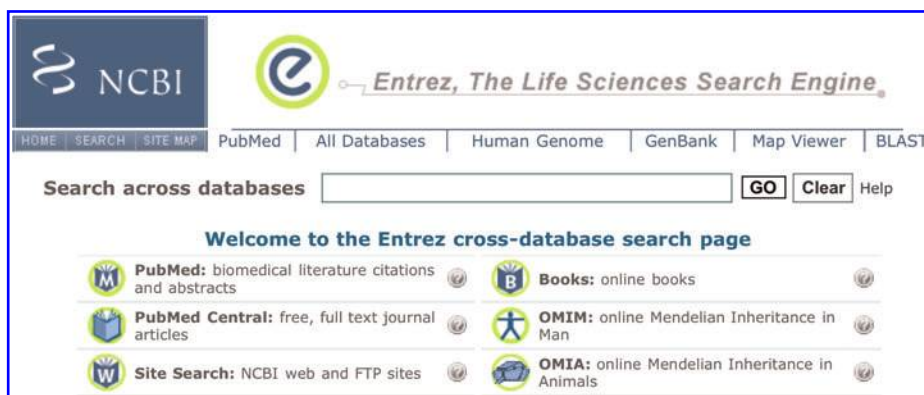 NCBI
Entrez, The Life Sciences Search Engine
HOME SEARCH SITE MAP PubMed All Databases Human Genome GenBank Map Viewer BLAST
Search across databases GO Clear Help
Welcome to the Entrez cross-database search page
M PubMed: biomedical literature citations
and abstracts
B Books: online books
PubMed Central: free, full text journal
articles
OMIM: online Mendelian Inheritance in
Man
W Site Search: NCBI web and FTP sites
OMIA: online Mendelian Inheritance in
Animals